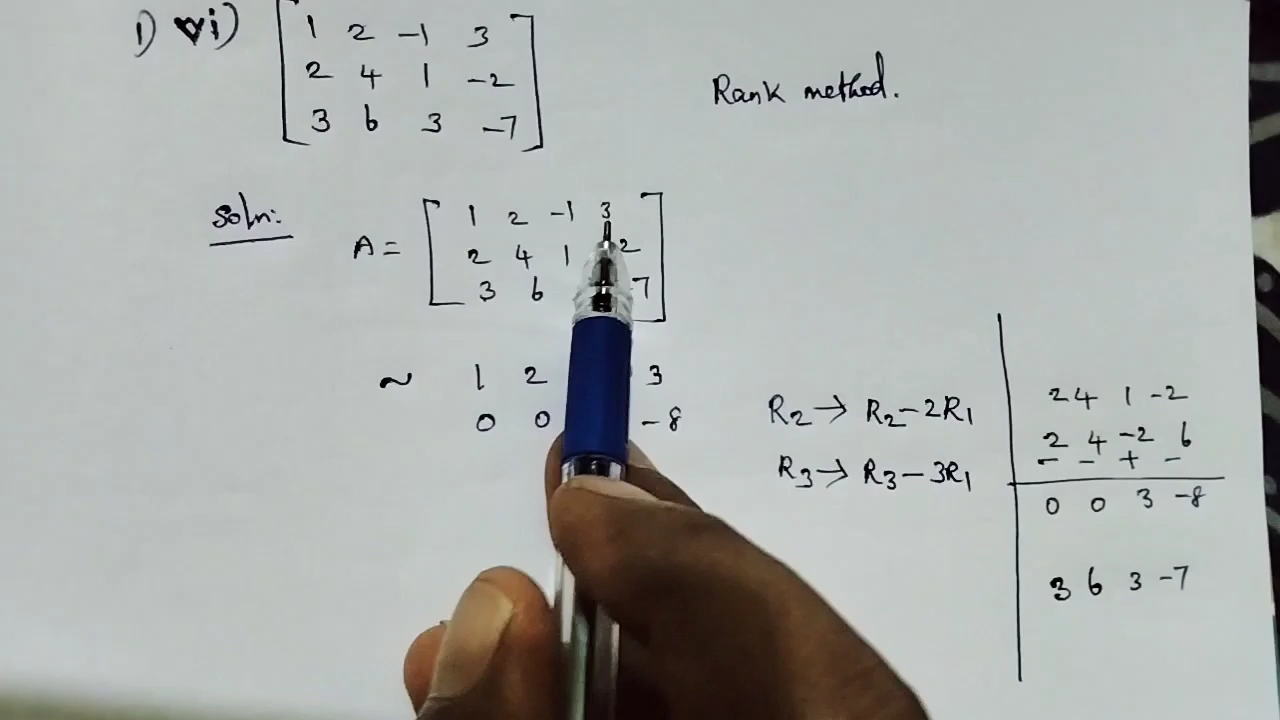 1) vi) [ 1 2 -1 3
2 4 1 -2
3 6 3 -7 ]
Rank method.
Soln:
A = [ 1 2 -1 3
2 4 1 2
3 6 7 ]
~ 1 2 3
0 0 -8
R2 → R2 - 2R1
R3 → R3 - 3R1
2 4 1 -2
2 4 -2 6
- - + -
0 0 3 -8
3 6 3 -7